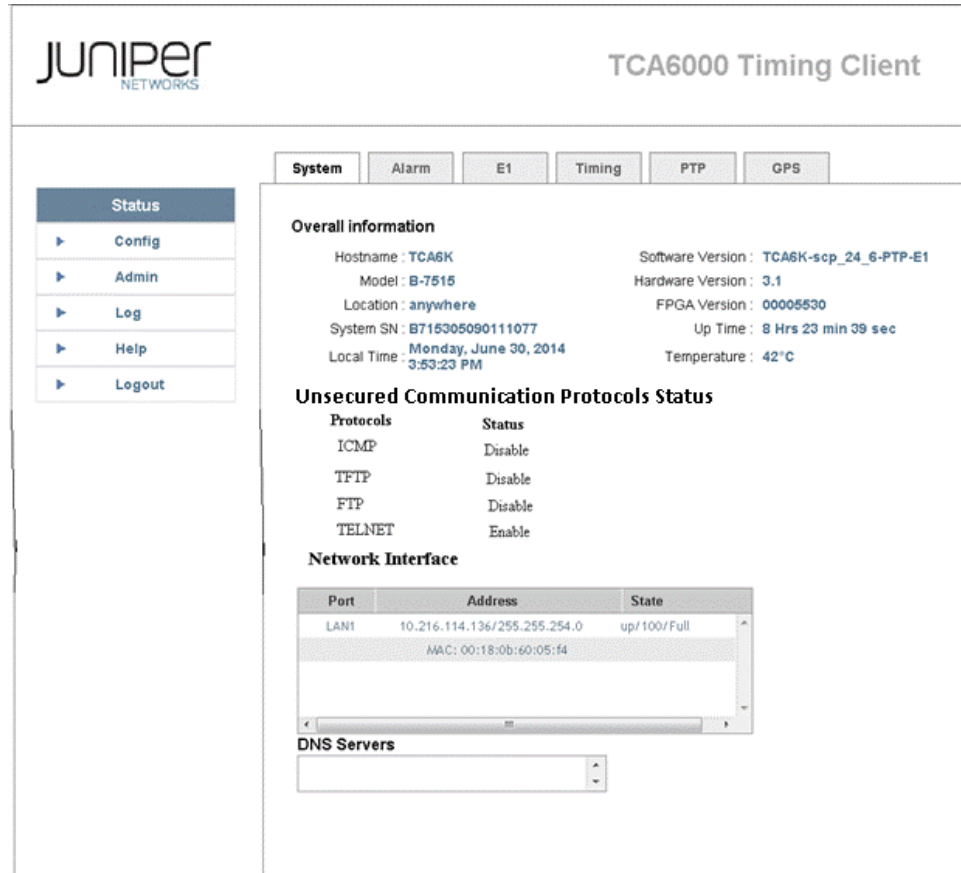 JUNIPER
NETWORKS
TCA6000 Timing Client
System Alarm E1 Timing PTP GPS
Status
Config
Admin
Log
Help
Logout
Overall information
Hostname : TCA6K
Model : B-7515
Location : anywhere
System SN : B715305090111077
Local Time : Monday, June 30, 2014
3:53:23 PM
Software Version : TCA6K-scp_24_6-PTP-E1
Hardware Version : 3.1
FPGA Version : 00005530
Up Time : 8 Hrs 23 min 39 sec
Temperature : 42°C
Unsecured Communication Protocols Status
Protocols Status
ICMP Disable
TFTP Disable
FTP Disable
TELNET Enable
Network Interface
Port Address State
LAN1 10.216.114.136/255.255.254.0 up/100/Full
MAC: 00:18:0b:60:05:f4
DNS Servers